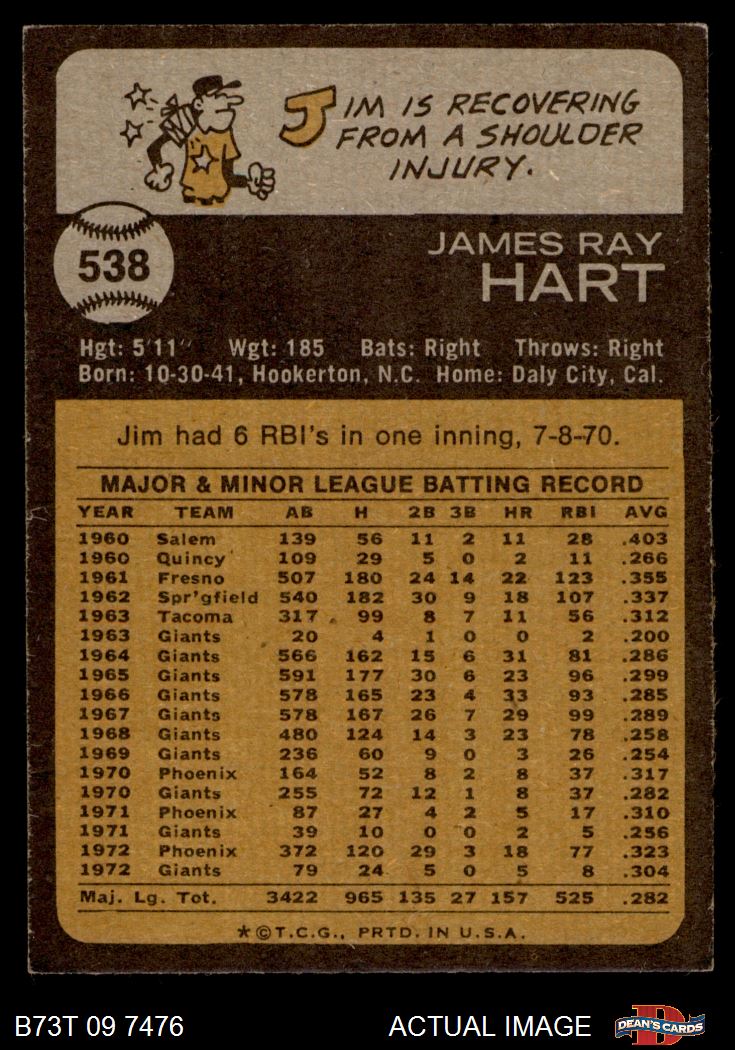 JIM IS RECOVERING
FROM A SHOULDER
INJURY.
538
JAMES RAY
HART
Hgt: 5'11" Wgt: 185 Bats: Right Throws: Right
Born: 10-30-41, Hookerton, N.C. Home: Daly City, Cal.
Jim had 6 RBI's in one inning, 7-8-70.
MAJOR & MINOR LEAGUE BATTING RECORD
YEAR TEAM AB H 2B 3B HR RBI AVG
1960 Salem 139 56 11 2 11 28 .403
1960 Quincy 109 29 5 0 2 11 .266
1961 Fresno 507 180 24 14 22 123 .355
1962 Spr'gfield 540 182 30 9 18 107 .337
1963 Tacoma 317 99 8 7 11 56 .312
1963 Giants 20 4 1 0 0 2 .200
1964 Giants 566 162 15 6 31 81 .286
1965 Giants 591 177 30 6 23 96 .299
1966 Giants 578 165 23 4 33 93 .285
1967 Giants 578 167 26 7 29 99 .289
1968 Giants 480 124 14 3 23 78 .258
1969 Giants 236 60 9 0 3 26 .254
1970 Phoenix 164 52 8 2 8 37 .317
1970 Giants 255 72 12 1 8 37 .282
1971 Phoenix 87 27 4 2 5 17 .310
1971 Giants 39 10 0 0 2 5 .256
1972 Phoenix 372 120 29 3 18 77 .323
1972 Giants 79 24 5 0 5 8 .304
Maj. Lg. Tot. 3422 965 135 27 157 525 .282
*©T.C.G., PRTD. IN U.S.A.
B73T 09 7476 ACTUAL IMAGE DEAN'S CARDS